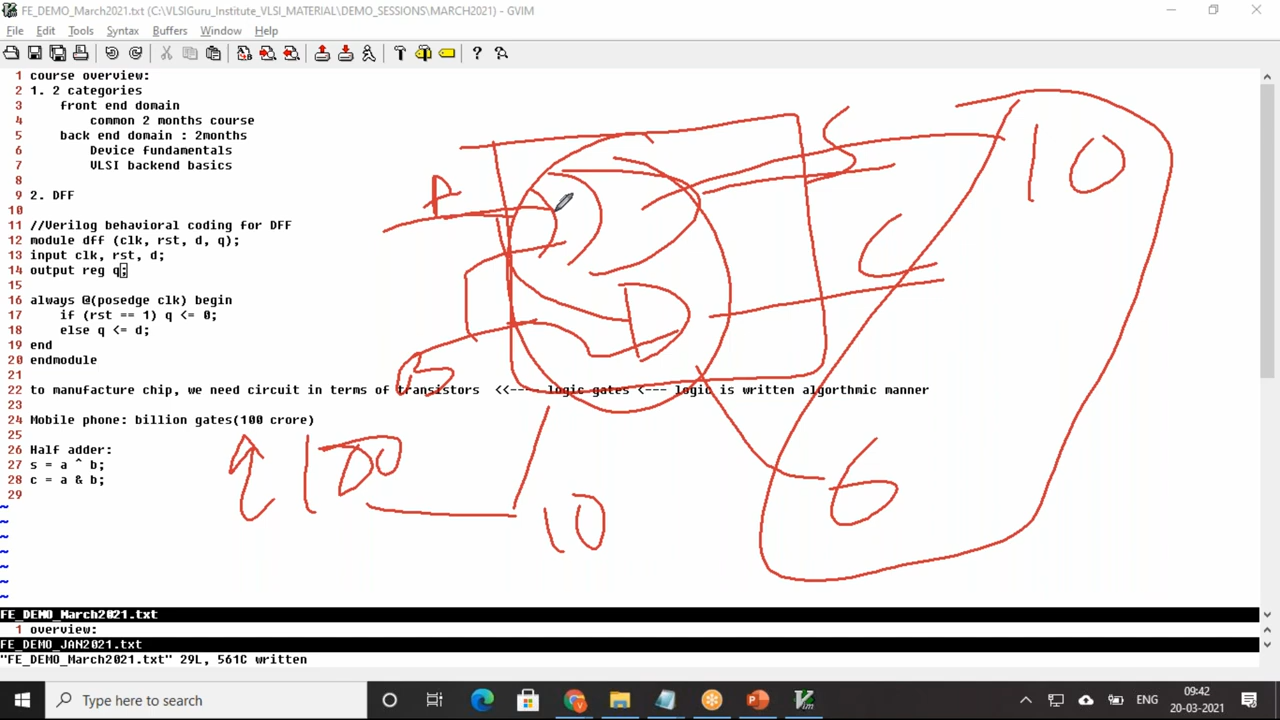 FE_DEMO_March2021.txt (C:\VLSIGuru_Institute_VLSI_MATERIAL\DEMO_SESSIONS\MARCH2021) - GVIM
File Edit Tools Syntax Buffers Window Help
1 course overview:
2 1. 2 categories
3 front end domain
4 common 2 months course
5 back end domain : 2months
6 Device fundamentals
7 VLSI backend basics
8
9 2. DFF
10
11 //Verilog behavioral coding for DFF
12 module dff (clk, rst, d, q);
13 input clk, rst, d;
14 output reg q;
15
16 always @(posedge clk) begin
17 if (rst == 1) q <= 0;
18 else q <= d;
19 end
20 endmodule
21
22 to manufacture chip, we need circuit in terms of transistors <<---- logic gates <--- logic is written algorthmic manner
23
24 Mobile phone: billion gates(100 crore)
25
26 Half adder:
27 s = a ^ b;
28 c = a & b;
29
~
~
~
~
~
~
~
A
B
S
C
D
10
6
10
100
FE_DEMO_March2021.txt
1 overview:
FE_DEMO_JAN2021.txt
"FE_DEMO_March2021.txt" 29L, 561C written
Type here to search
ENG
09:42
20-03-2021